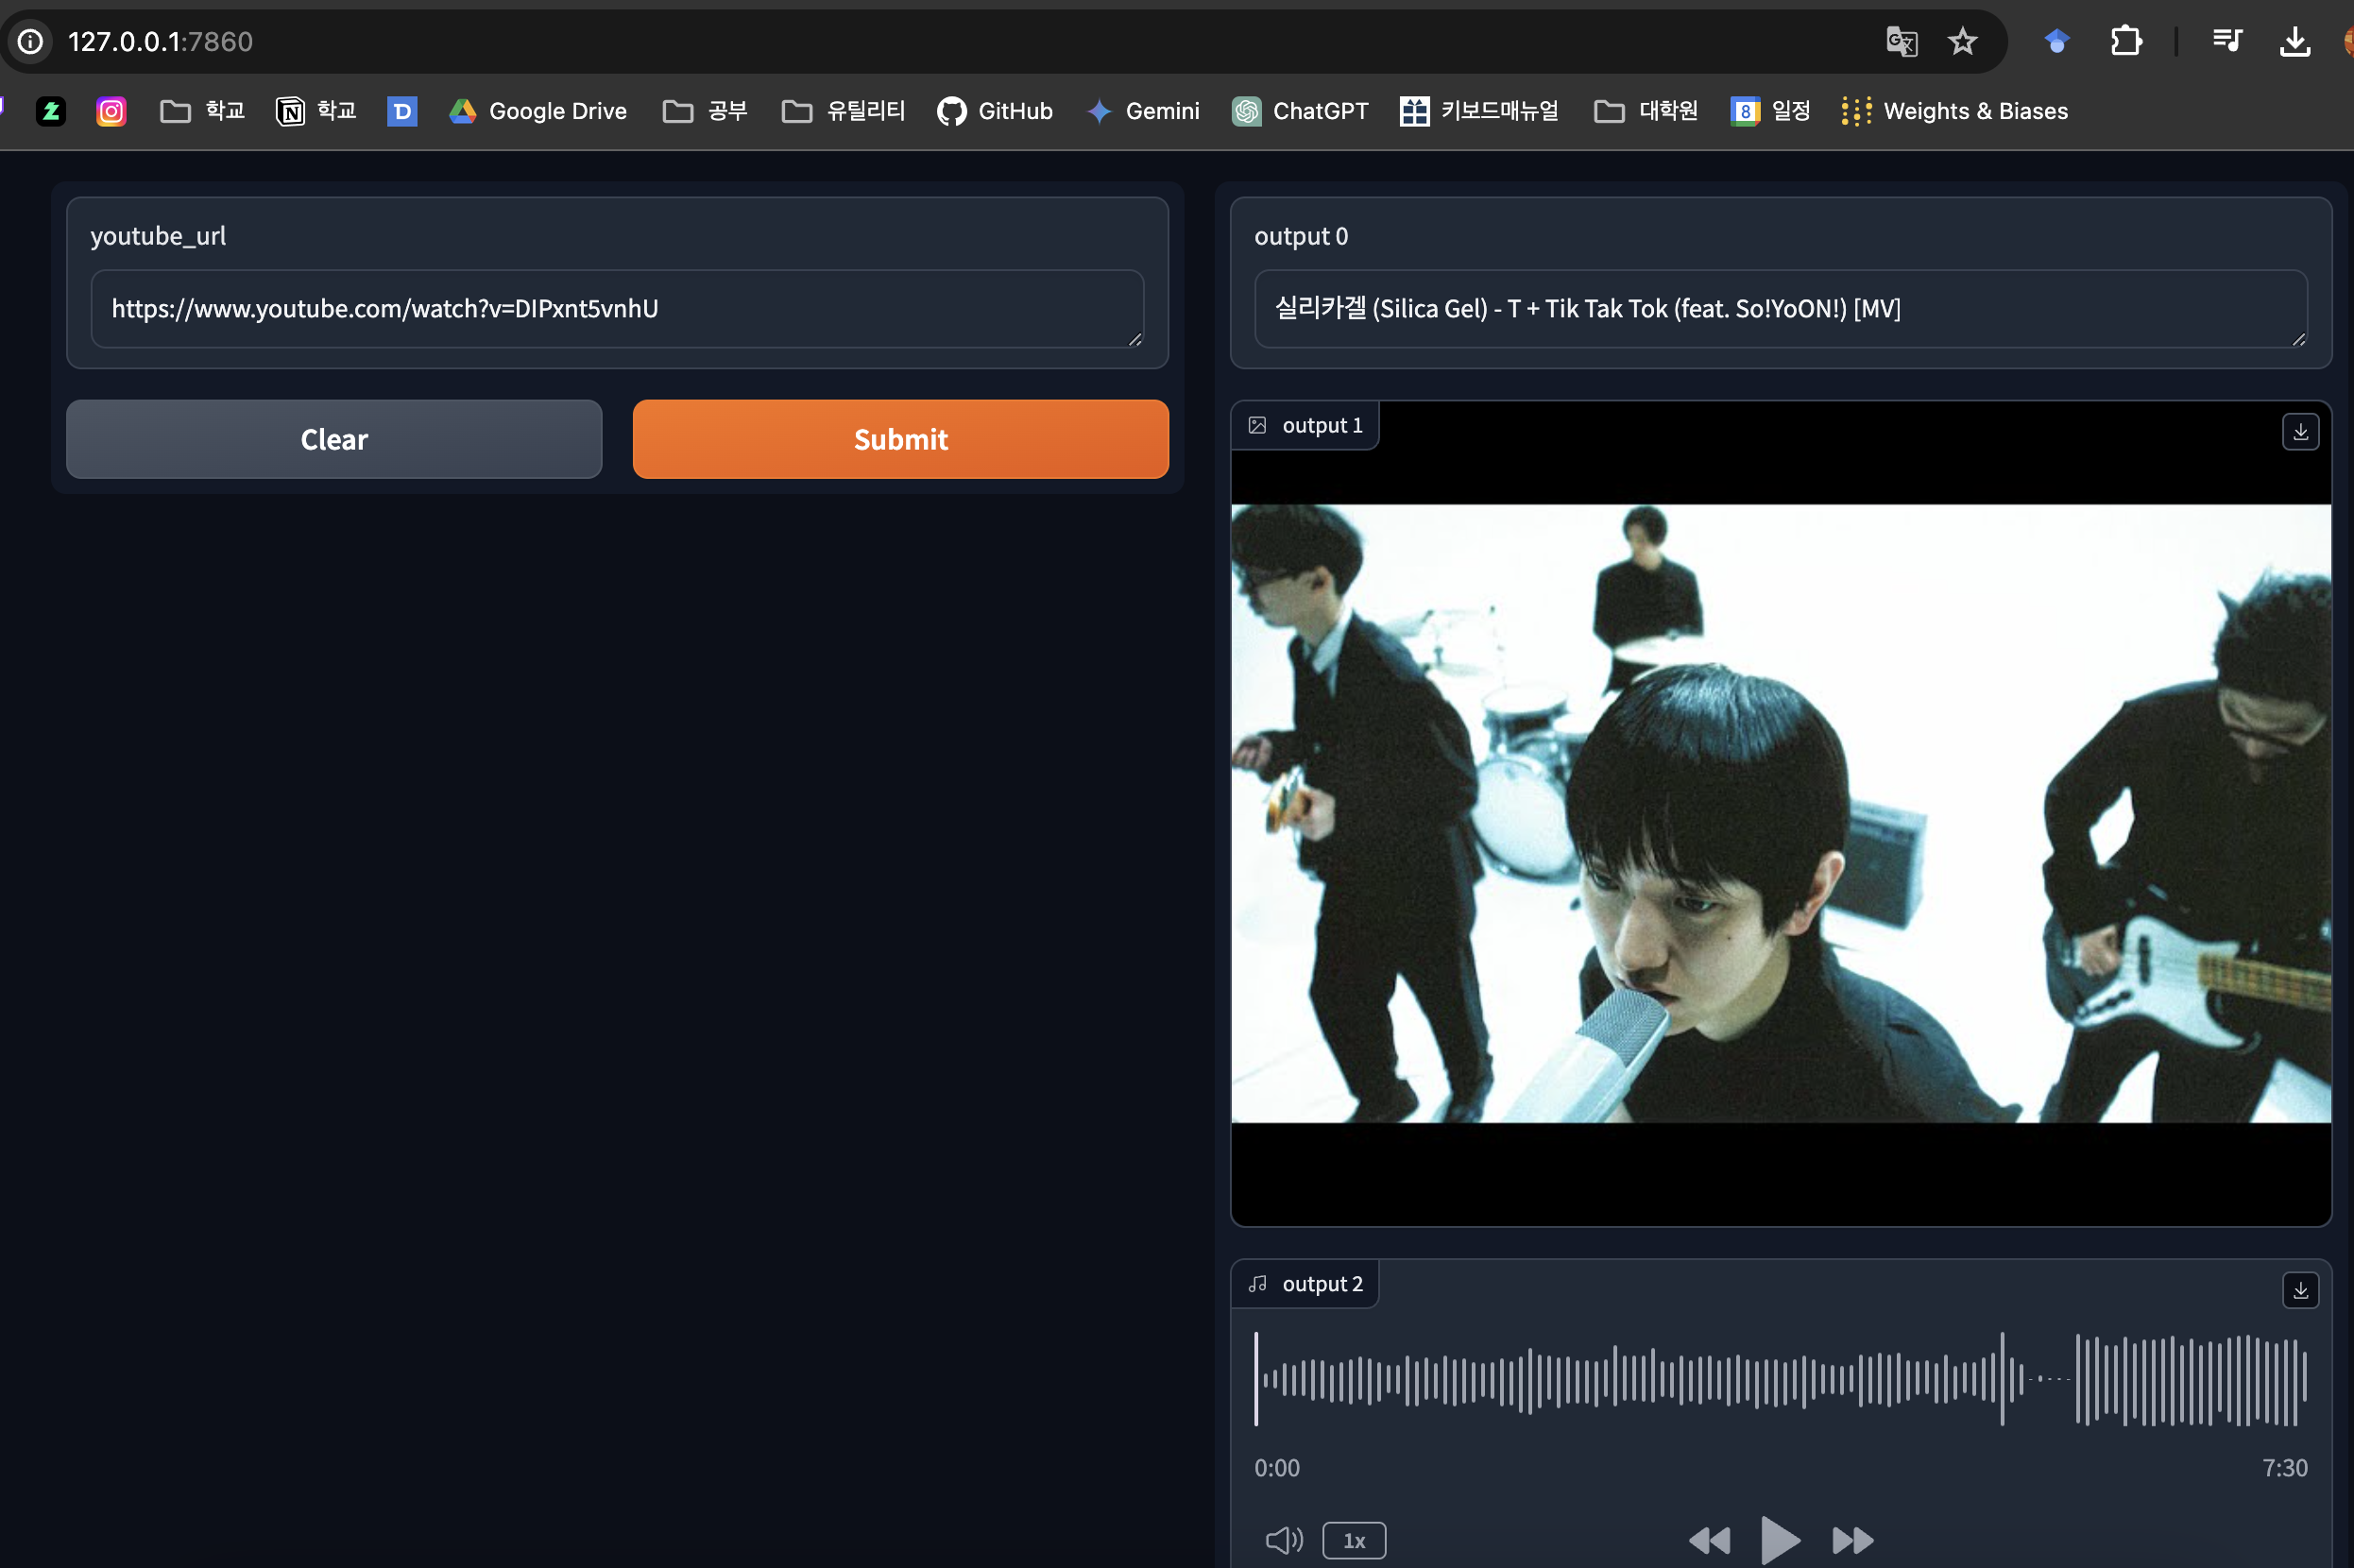 127.0.0.1:7860
학교 학교 Google Drive 공부 유틸리티 GitHub Gemini ChatGPT 키보드매뉴얼 대학원 8 일정 Weights & Biases
youtube_url
https://www.youtube.com/watch?v=DIPxnt5vnhU
Clear
Submit
output 0
실리카겔 (Silica Gel) - T + Tik Tak Tok (feat. So!YoON!) [MV]
output 1
output 2
0:00
7:30
1x